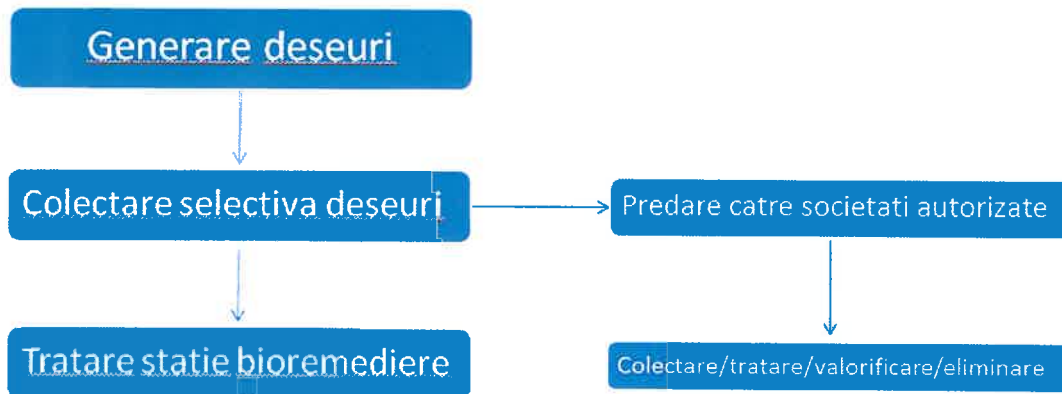 Generare deseuri
Colectare selectiva deseuri
Predare catre societati autorizate
Tratare statie bioremediere
Colectare/tratare/valorificare/eliminare